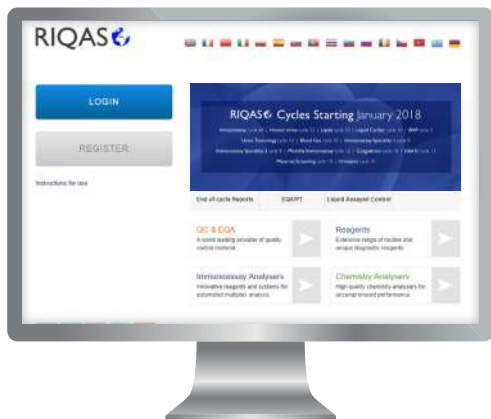 RIQAS
LOGIN
REGISTER
Instructions for use
RIQAS Cycles Starting January 2018
End of cycle Reports EQA/PT Liquid Assayed Control
QC & EQA
A world leading provider of quality
control material.
Reagents
Extensive range of routine and
unique diagnostic reagents.
Immunoassay Analysers
Innovative reagents and systems for
automated multiplex analysis
Chemistry Analysers
High quality chemistry analysers for
uncompromised performance.